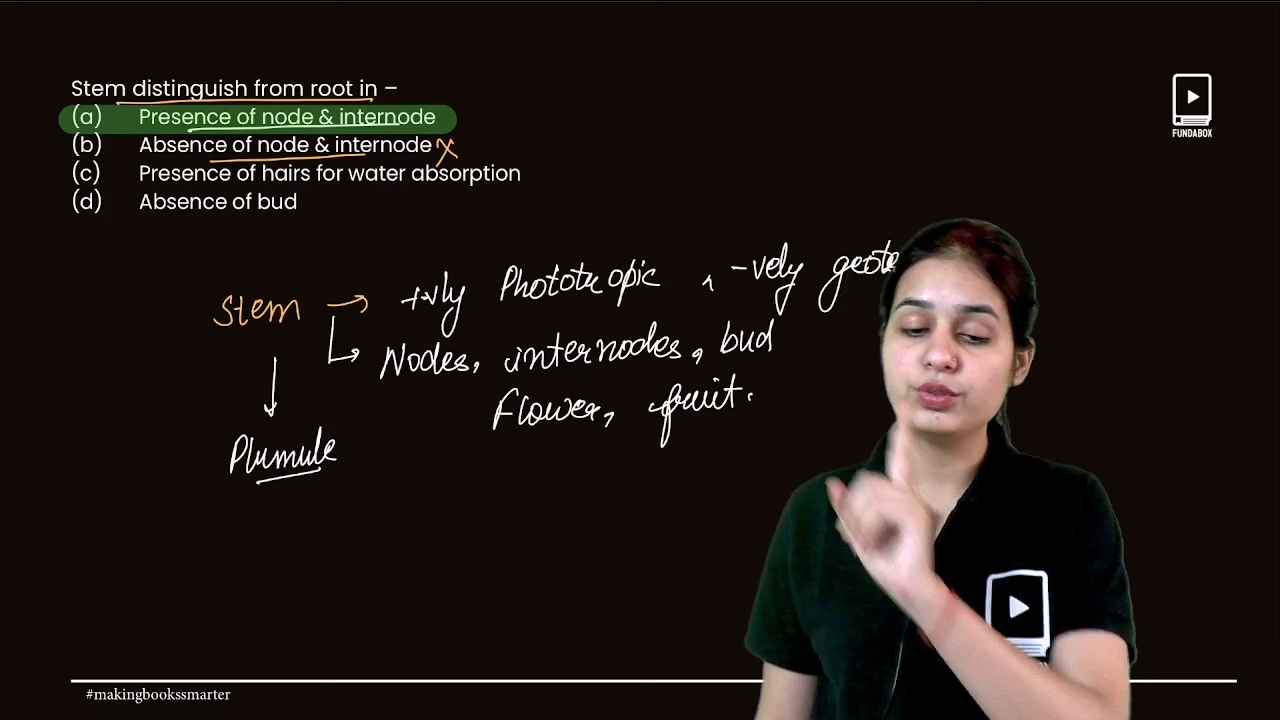 Stem distinguish from root in –
(a) Presence of node & internode
(b) Absence of node & internode x
(c) Presence of hairs for water absorption
(d) Absence of bud
FUNDABOX
Stem → +vly Phototropic , -vely
Nodes, internodes, bud
Flower, fruit.
Plumule
#makingbookssmarter